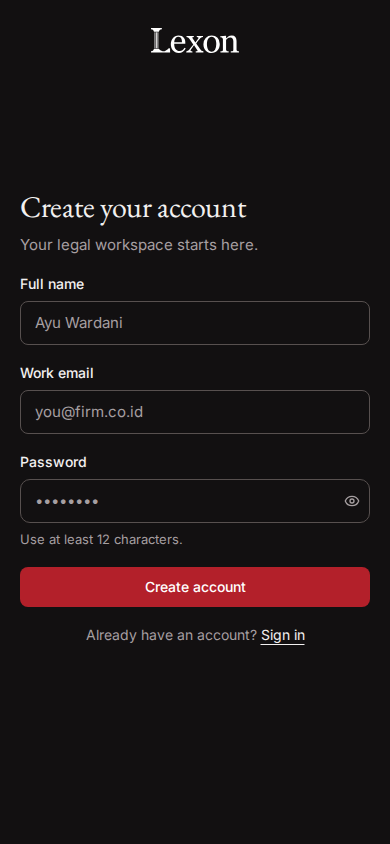 Lexon
Create your account
Your legal workspace starts here.
Full name
Ayu Wardani
Work email
you@firm.co.id
Password
••••••••
Use at least 12 characters.
Create account
Already have an account? Sign in